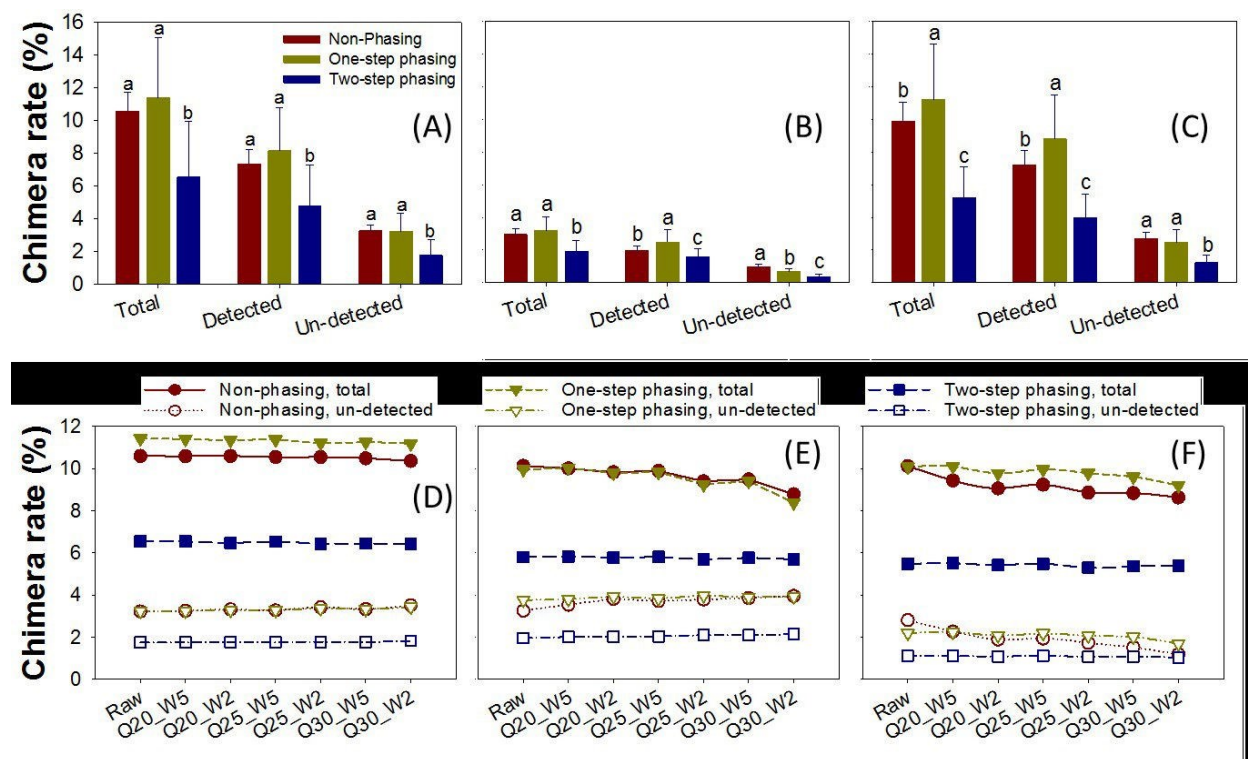 Chimera rate (%)
16
14
12
10
8
6
4
2
0
Non-Phasing
One-step phasing
Two-step phasing
a a b
a a b
a a b
(A)
Total Detected Un-detected
a a b
b a c
a b c
(B)
Total Detected Un-detected
b a c
b a c
a a b
(C)
Total Detected Un-detected
Non-phasing, total
Non-phasing, un-detected
One-step phasing, total
One-step phasing, un-detected
Two-step phasing, total
Two-step phasing, un-detected
Chimera rate (%)
12
10
8
6
4
2
0
(D)
Raw Q20_W5 Q20_W2 Q25_W5 Q25_W2 Q30_W5 Q30_W2
(E)
Raw Q20_W5 Q20_W2 Q25_W5 Q25_W2 Q30_W5 Q30_W2
(F)
Raw Q20_W5 Q20_W2 Q25_W5 Q25_W2 Q30_W5 Q30_W2